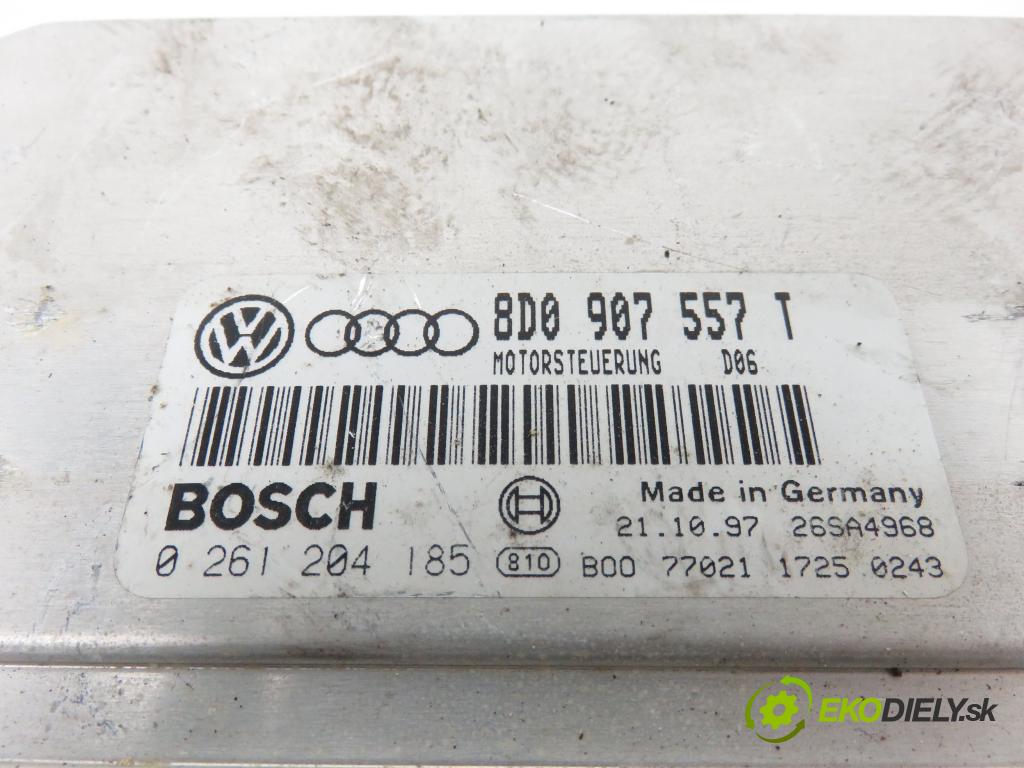 8D0 907 557 T
MOTORSTEUERUNG D06
BOSCH
Made in Germany
21.10.97 26SA4968
0 261 204 185 810 B00 77021 1725 0243
EKODIELY.sk